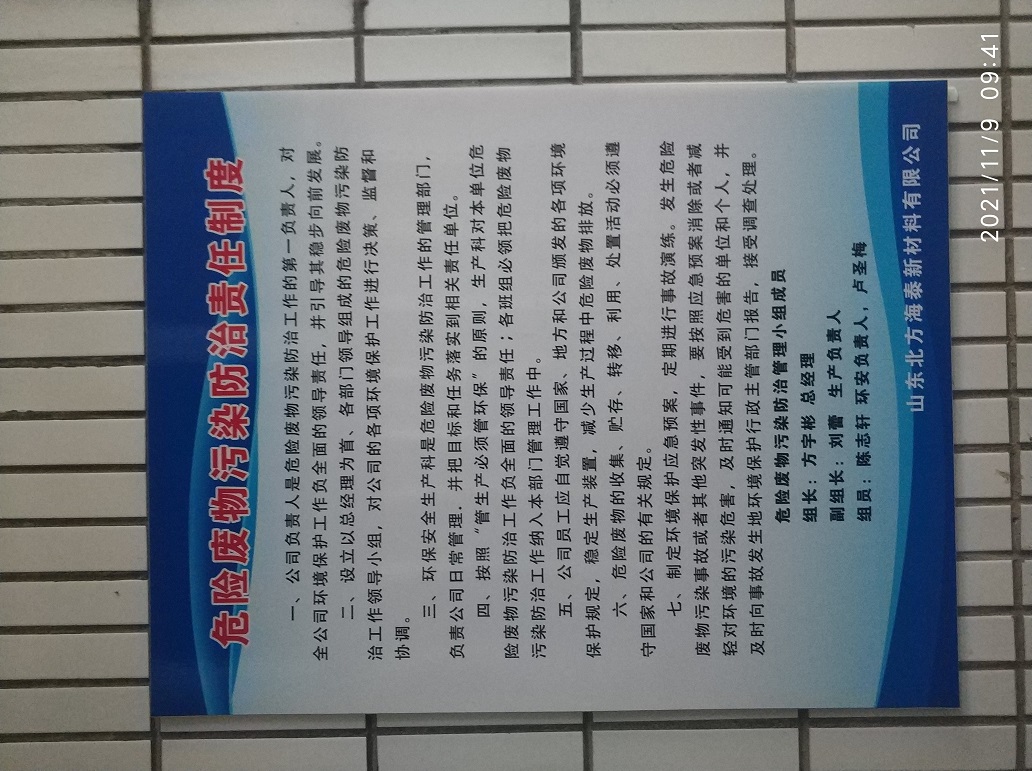 危险废物污染防治责任制度
一、公司负责人是危险废物污染防治工作的第一负责人，对
全公司环境保护工作负全面的领导责任，并引导其稳步向前发展。
二、设立以总经理为首、各部门领导组成的危险废物污染防
治工作领导小组，对公司的各项环境保护工作进行决策、监督和
协调。
三、环保安全生产科是危险废物污染防治工作的管理部门，
负责公司日常管理．并把目标和任务落实到相关责任单位。
四、按照“管生产必须管环保”的原则，生产科对本单位危
险废物污染防治工作负全面的领导责任；各班组必领把危险废物
污染防治工作纳入本部门管理工作中。
五、公司员工应自觉遵守国家、地方和公司颁发的各项环境
保护规定，稳定生产装置，减少生产过程中危险废物排放。
六、危险废物的收集、贮存、转移、利用、处置活动必须遵
守国家和公司的有关规定。
七、制定环境保护应急预案，定期进行事故演练。发生危险
废物污染事故或者其他突发性事件，要按照应急预案消除或者减
轻对环境的污染危害，及时通知可能受到危害的单位和个人，并
及时向事故发生地环境保护行政主管部门报告，接受调查处理。
危险废物污染防治管理小组成员
组长：方宇彬 总经理
副组长：刘蕾 生产负责人
组员：陈志轩 环安负责人，卢圣梅
山东北方海泰新材料有限公司
2021/11/9 09:41